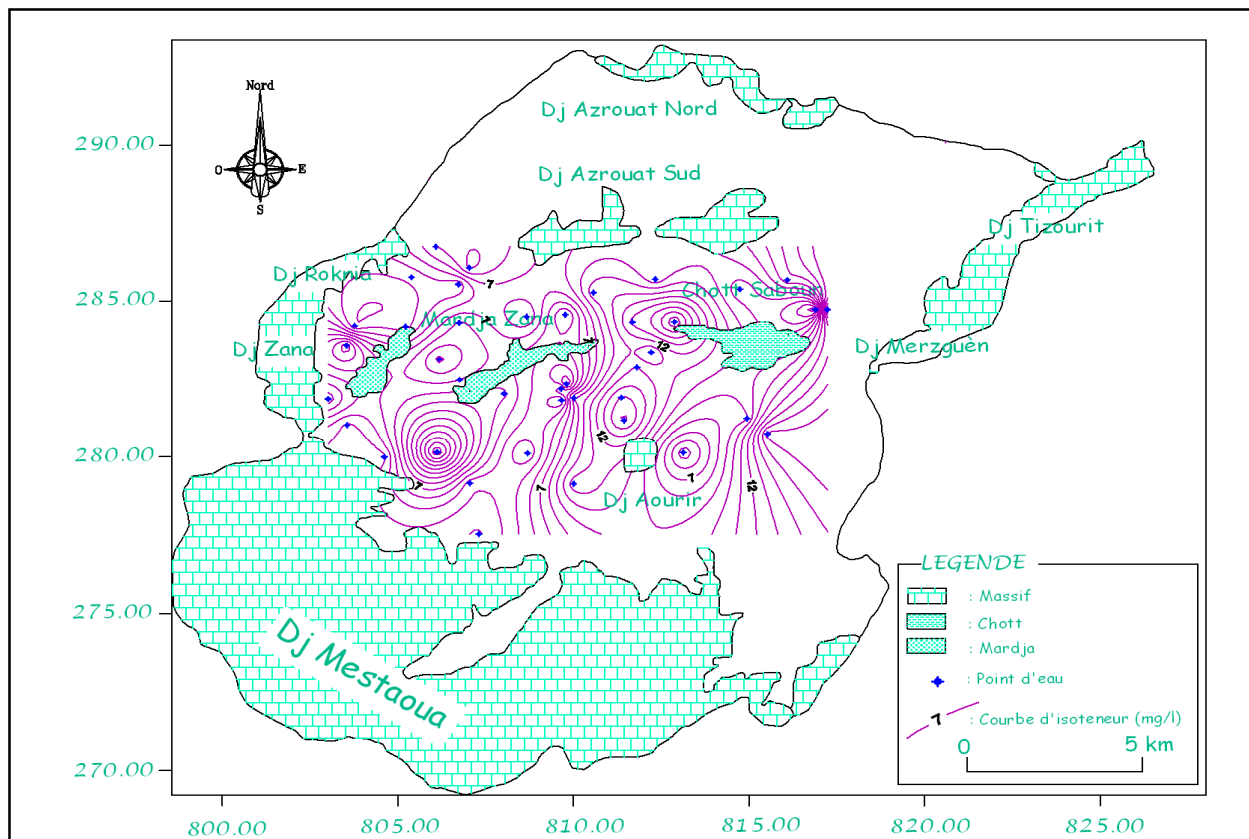 Nord
O
E
S
Dj Azrouat Nord
Dj Azrouat Sud
Dj Tizourit
Dj Roknia
Chott Saboun
Mardja Zana
Dj Zana
Dj Merzguèn
Dj Aourir
Dj Mestaoua
7
7
7
12
12
7
7
7
12
290.00
285.00
280.00
275.00
270.00
800.00
805.00
810.00
815.00
820.00
825.00
LEGENDE
: Massif
: Chott
: Mardja
: Point d'eau
7 : Courbe d'isoteneur (mg/l)
0 5 km